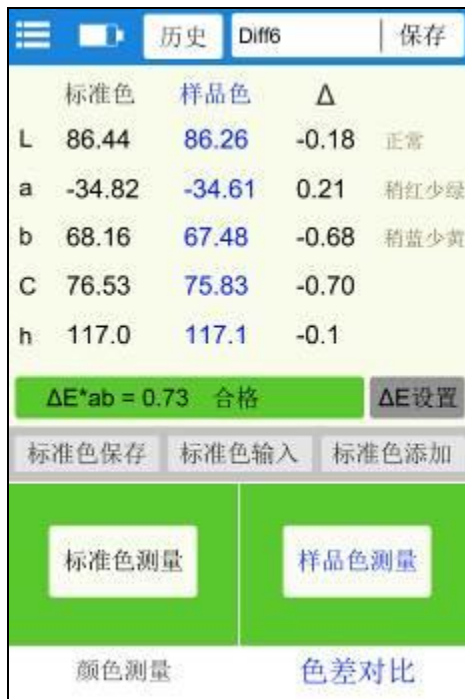 历史 Diff6 保存
标准色 样品色 Δ
L 86.44 86.26 -0.18 正常
a -34.82 -34.61 0.21 稍红少绿
b 68.16 67.48 -0.68 稍蓝少黄
C 76.53 75.83 -0.70
h 117.0 117.1 -0.1
ΔE*ab = 0.73 合格 ΔE设置
标准色保存 标准色输入 标准色添加
标准色测量 样品色测量
颜色测量 色差对比